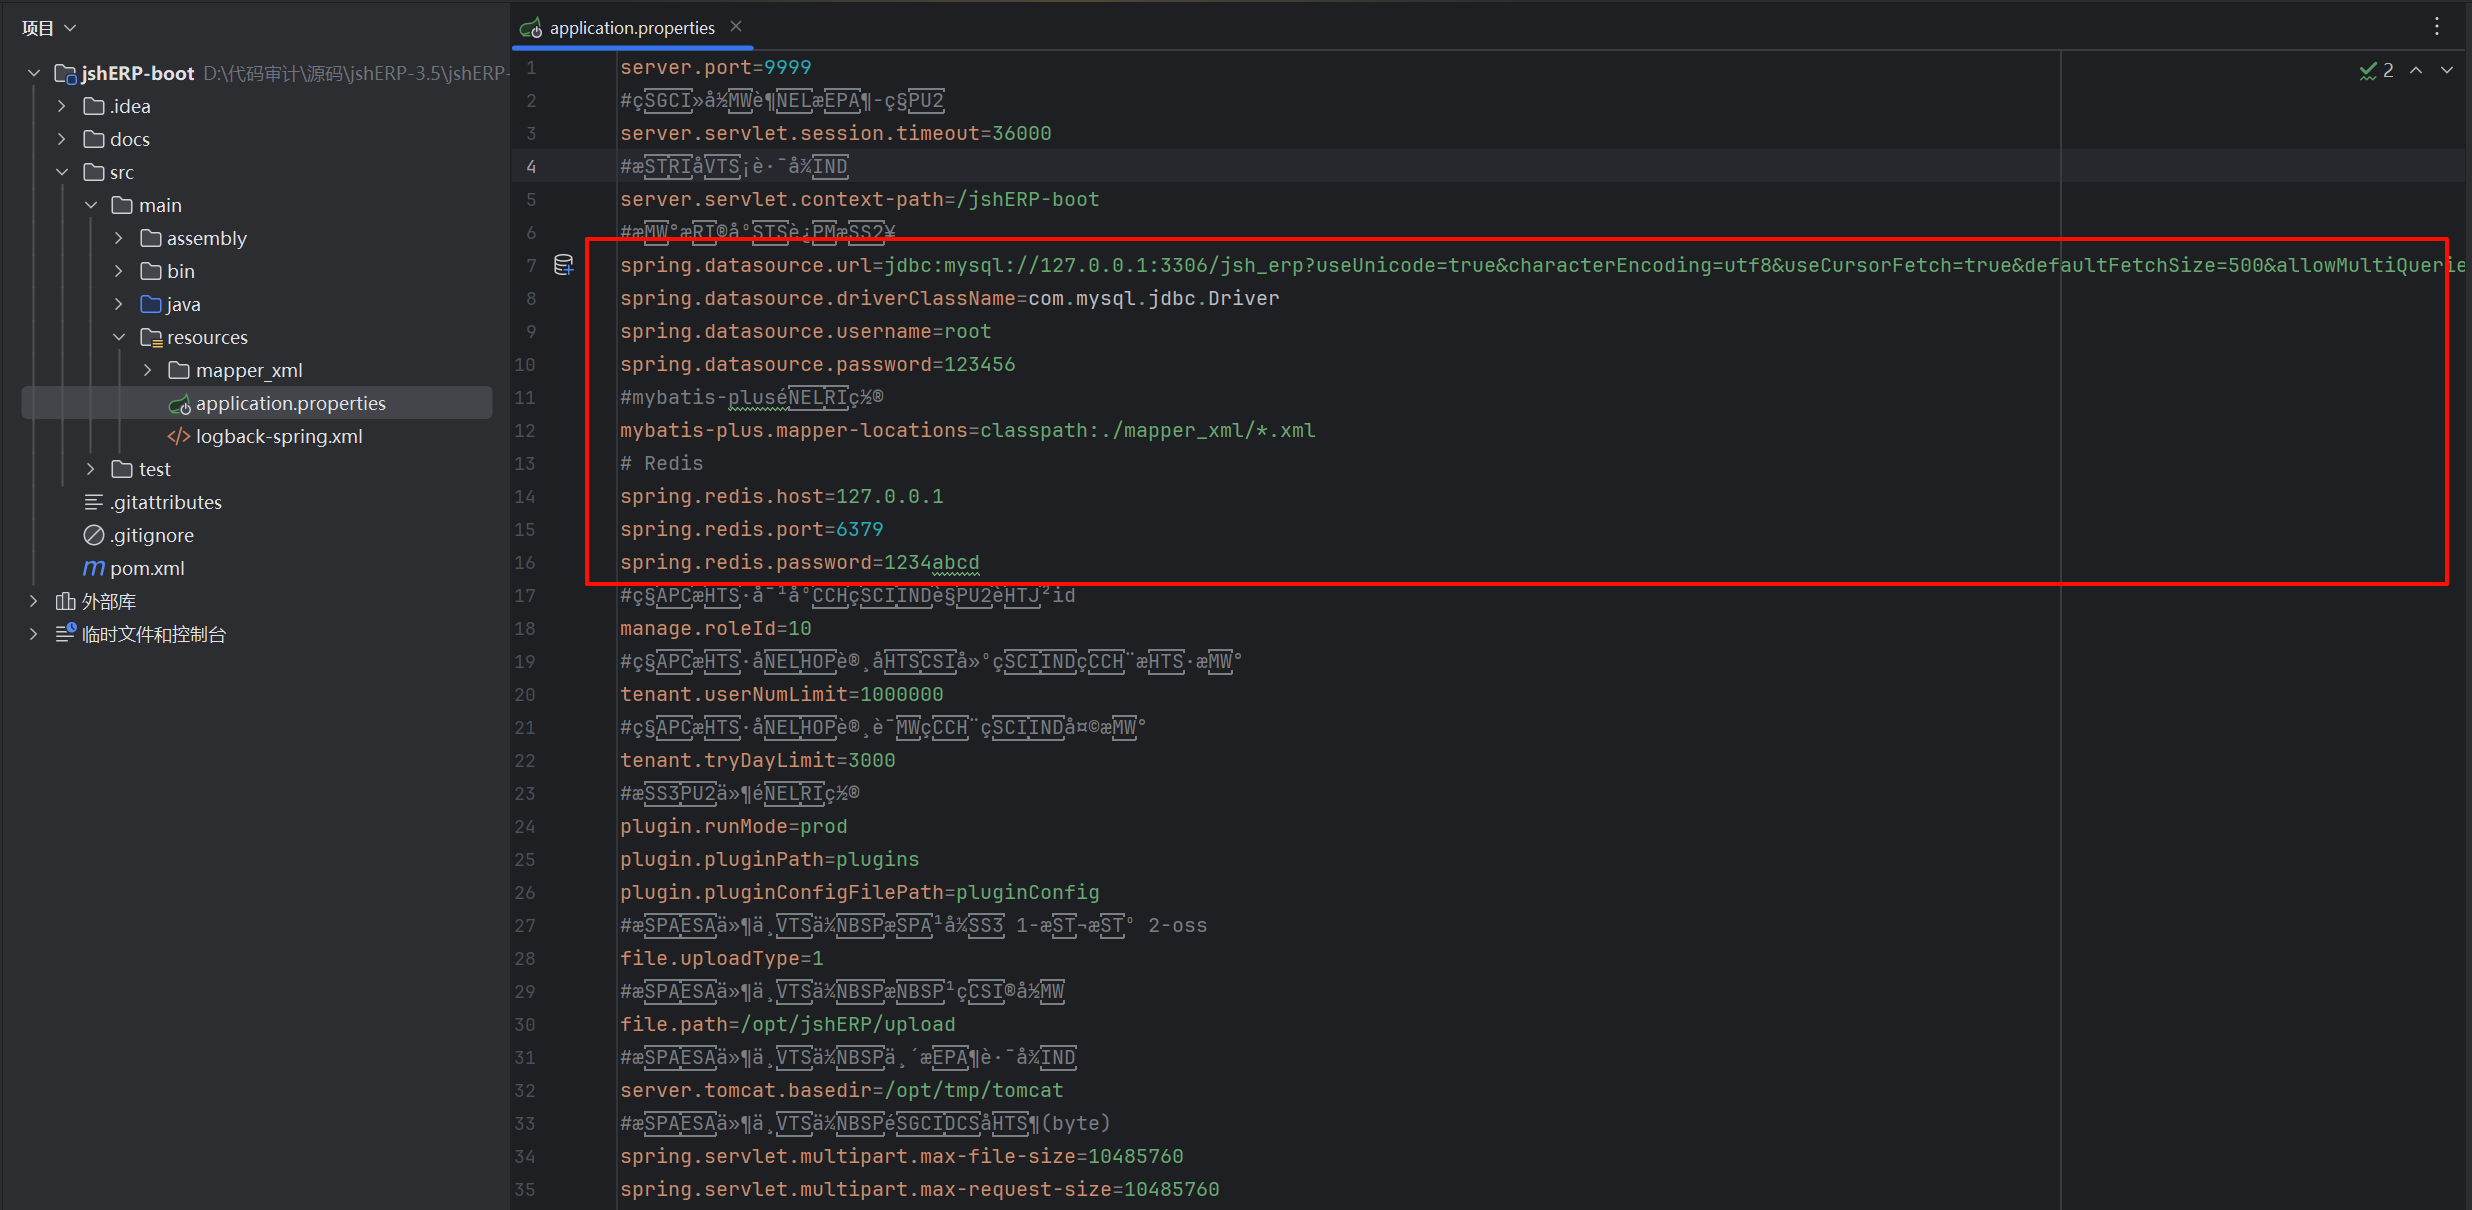 项目
jshERP-boot D:\代码审计\源码\jshERP-3.5\jshERP-
.idea
docs
src
main
assembly
bin
java
resources
mapper_xml
application.properties
logback-spring.xml
test
.gitattributes
.gitignore
pom.xml
外部库
临时文件和控制台
application.properties
2
1 server.port=9999
2 #çSGCI»å½MWè¶NELæEPA¶-ç§PU2
3 server.servlet.session.timeout=36000
4 #æSTRIåVTS¡è·¯å¾IND
5 server.servlet.context-path=/jshERP-boot
6 #æMW°æRI®åºSTSè¿PMæSS2¥
7 spring.datasource.url=jdbc:mysql://127.0.0.1:3306/jsh_erp?useUnicode=true&characterEncoding=utf8&useCursorFetch=true&defaultFetchSize=500&allowMultiQuerie
8 spring.datasource.driverClassName=com.mysql.jdbc.Driver
9 spring.datasource.username=root
10 spring.datasource.password=123456
11 #mybatis-pluséNELRIç½®
12 mybatis-plus.mapper-locations=classpath:./mapper_xml/*.xml
13 # Redis
14 spring.redis.host=127.0.0.1
15 spring.redis.port=6379
16 spring.redis.password=1234abcd
17 #ç§APCæHTS·å¯¹åºCCHçSCIINDè§PU2èHTJ²id
18 manage.roleId=10
19 #ç§APCæHTS·åNELHOPè®¸åHTSCSIå»ºçSCIINDçCCH¨æHTS·æMW°
20 tenant.userNumLimit=1000000
21 #ç§APCæHTS·åNELHOPè®¸è¯MWçCCH¨çSCIINDå¤©æMW°
22 tenant.tryDayLimit=3000
23 #æSS3PU2ä»¶éNELRIç½®
24 plugin.runMode=prod
25 plugin.pluginPath=plugins
26 plugin.pluginConfigFilePath=pluginConfig
27 #æSPAESAä»¶ä¸VTSä¼NBSPæSPA¹å¼SS3 1-æST¬æSTº 2-oss
28 file.uploadType=1
29 #æSPAESAä»¶ä¸VTSä¼NBSPæNBSP¹çCSI®å½MW
30 file.path=/opt/jshERP/upload
31 #æSPAESAä»¶ä¸VTSä¼NBSPä¸´æEPA¶è·¯å¾IND
32 server.tomcat.basedir=/opt/tmp/tomcat
33 #æSPAESAä»¶ä¸VTSä¼NBSPéSGCIDCSåHTS¶(byte)
34 spring.servlet.multipart.max-file-size=10485760
35 spring.servlet.multipart.max-request-size=10485760